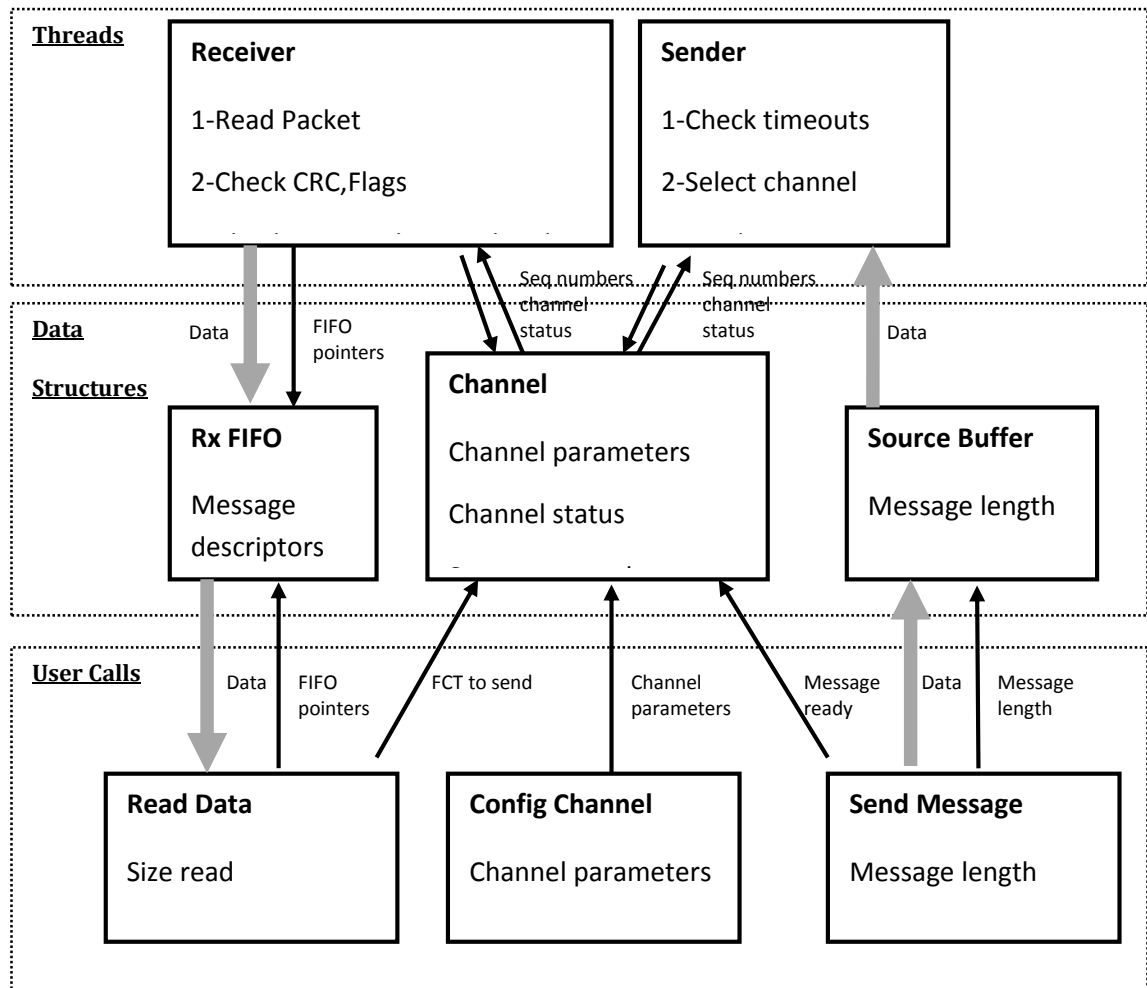 Threads
Receiver
1-Read Packet
2-Check CRC,Flags
Sender
1-Check timeouts
2-Select channel
Seq numbers
channel
status
Seq numbers
channel
status
Data
Structures
Data
FIFO
pointers
Data
Rx FIFO
Message
descriptors
Channel
Channel parameters
Channel status
Source Buffer
Message length
User Calls
Data
FIFO
pointers
FCT to send
Channel
parameters
Message
ready
Data
Message
length
Read Data
Size read
Config Channel
Channel parameters
Send Message
Message length